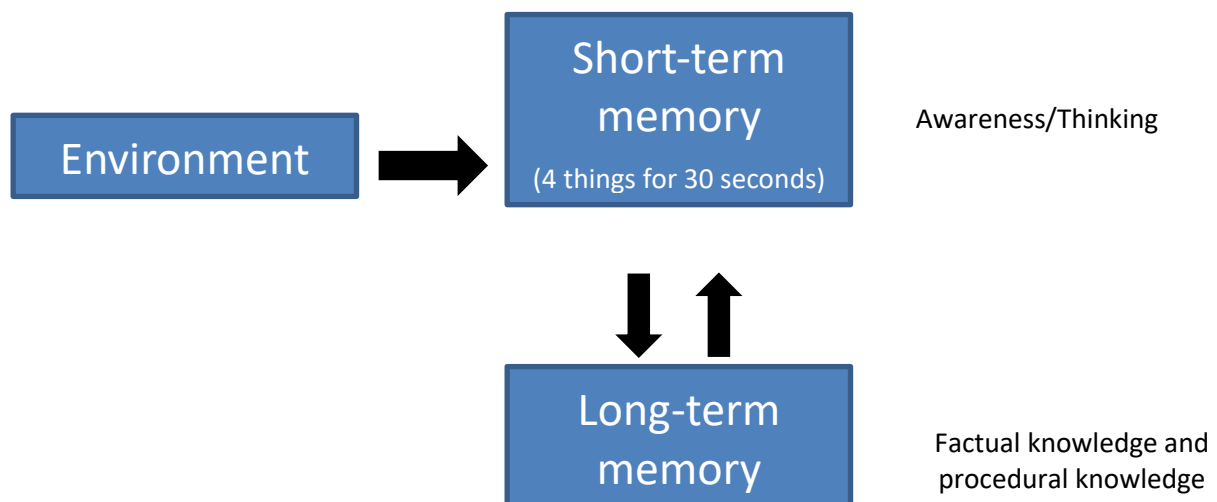 Short-term
memory
(4 things for 30 seconds)
Awareness/Thinking
Environment
Long-term
memory
Factual knowledge and
procedural knowledge